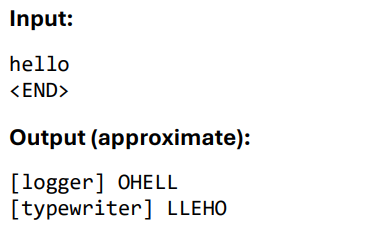 Input:
hello
<END>
Output (approximate):
[logger] OHELL
[typewriter] LLEHO